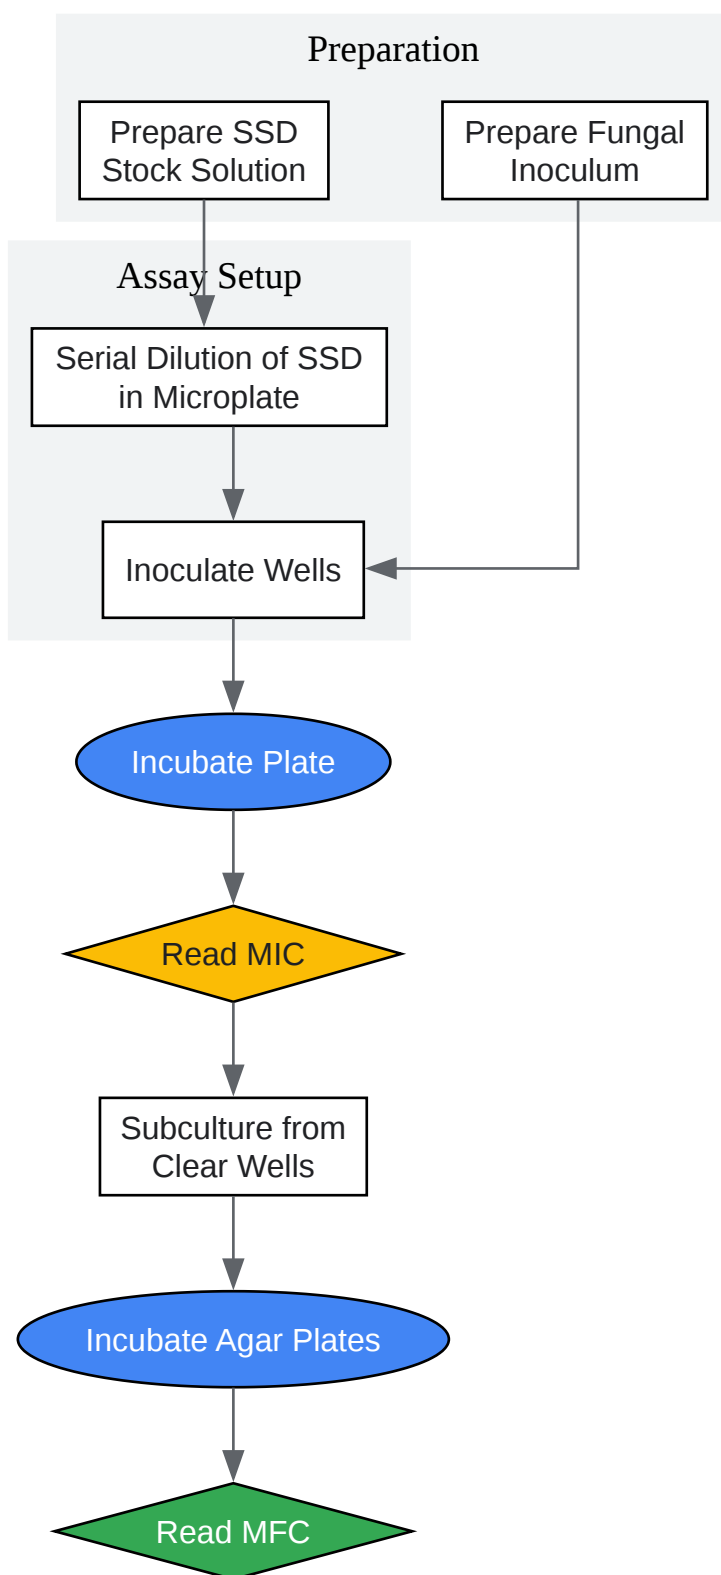 Preparation
Prepare SSD
Stock Solution
Prepare Fungal
Inoculum
Assay Setup
Serial Dilution of SSD
in Microplate
Inoculate Wells
Incubate Plate
Read MIC
Subculture from
Clear Wells
Incubate Agar Plates
Read MFC